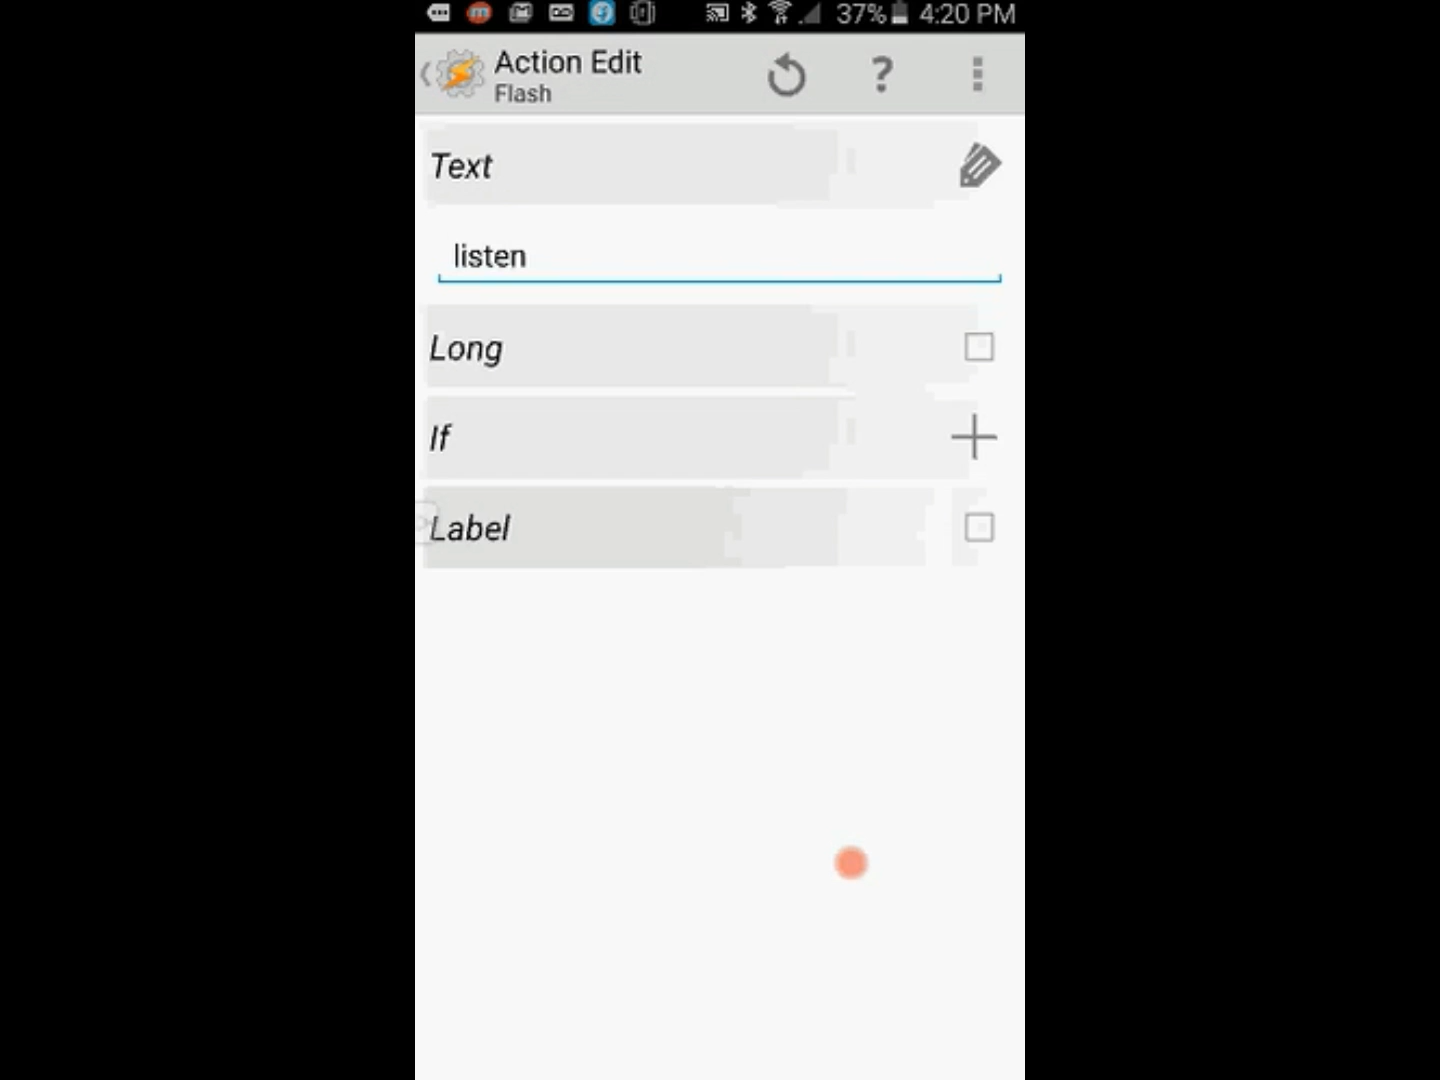 37% 4:20 PM
Action Edit
Flash
Text
listen
Long
If
Label